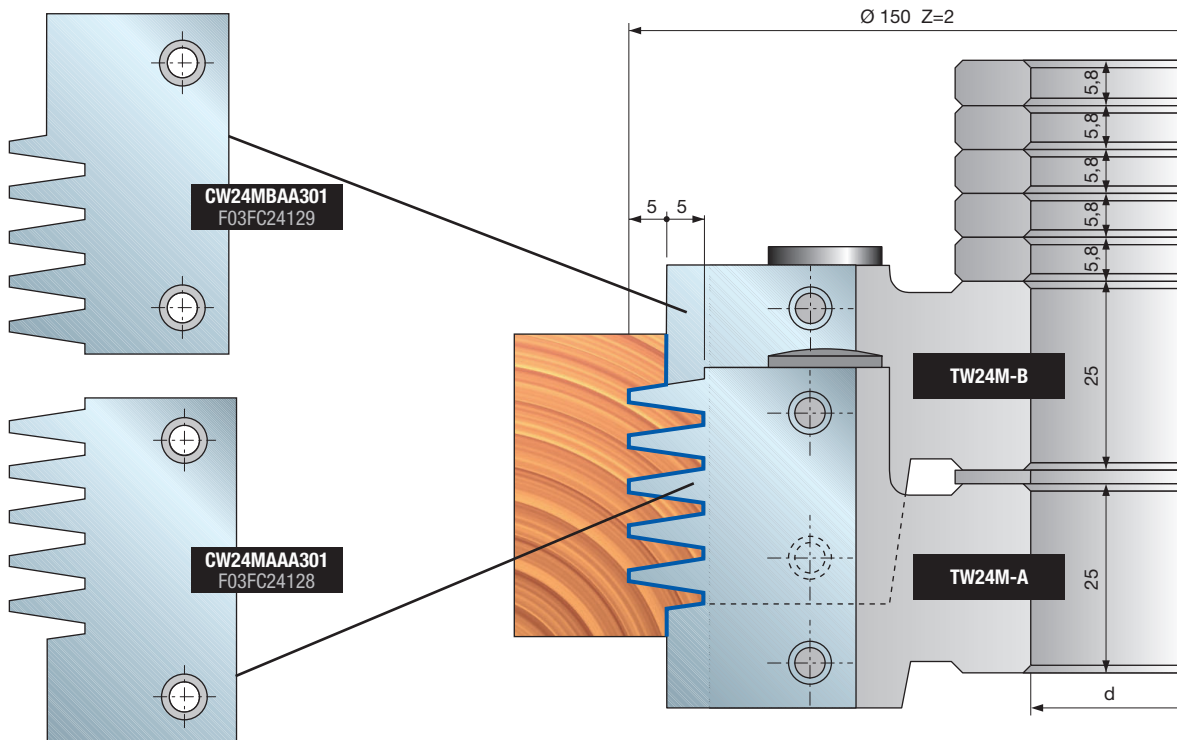 Ø 150 Z=2
5,8
5,8
5,8
5,8
5,8
CW24MBAA301
F03FC24129
5 5
TW24M-B
25
CW24MAAA301
F03FC24128
TW24M-A
25
d